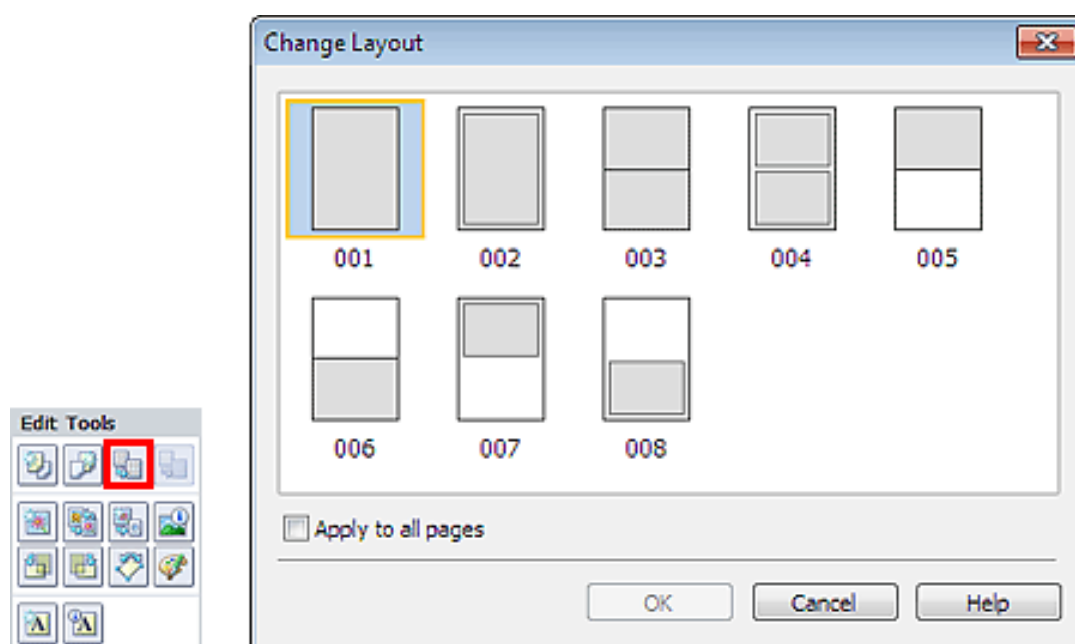 Change Layout
001 002 003 004 005
006 007 008
Edit Tools
Apply to all pages
OK Cancel Help